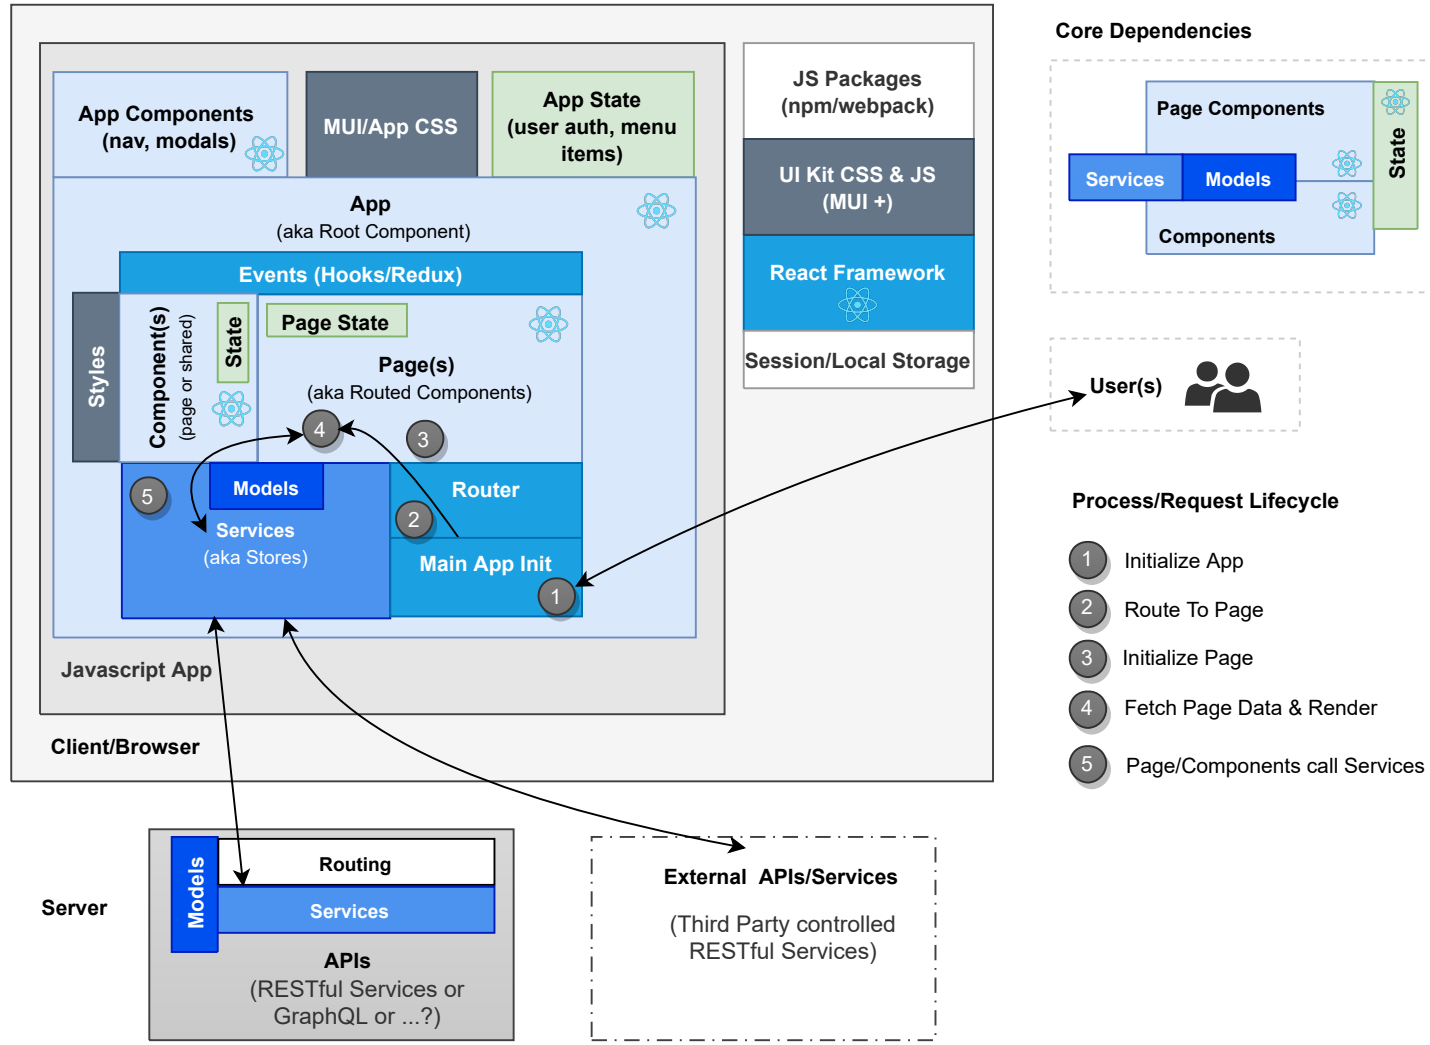 Core Dependencies
App Components
(nav, modals)
MUI/App CSS
App State
(user auth, menu
items)
JS Packages
(npm/webpack)
UI Kit CSS & JS
(MUI +)
React Framework
Session/Local Storage
Page Components
Services
Models
Components
State
App
(aka Root Component)
Events (Hooks/Redux)
Styles
Component(s)
(page or shared)
State
Page State
Page(s)
(aka Routed Components)
4
3
5
Models
Services
(aka Stores)
Router
2
Main App Init
1
Javascript App
Client/Browser
User(s)
Process/Request Lifecycle
1 Initialize App
2 Route To Page
3 Initialize Page
4 Fetch Page Data & Render
5 Page/Components call Services
Server
Models
Routing
Services
APIs
(RESTful Services or
GraphQL or ...?)
External APIs/Services
(Third Party controlled
RESTful Services)